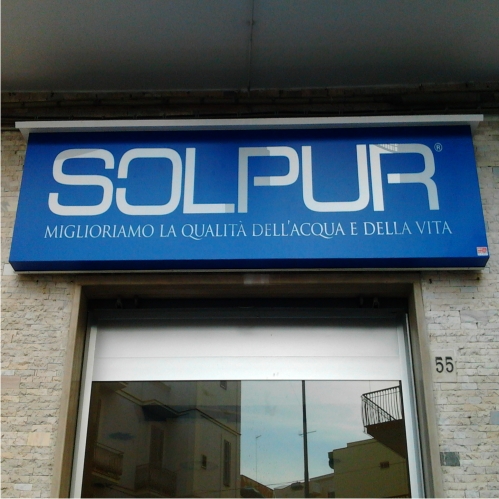 SOLPUR®
MIGLIORIAMO LA QUALITÀ DELL'ACQUA E DELLA VITA
55